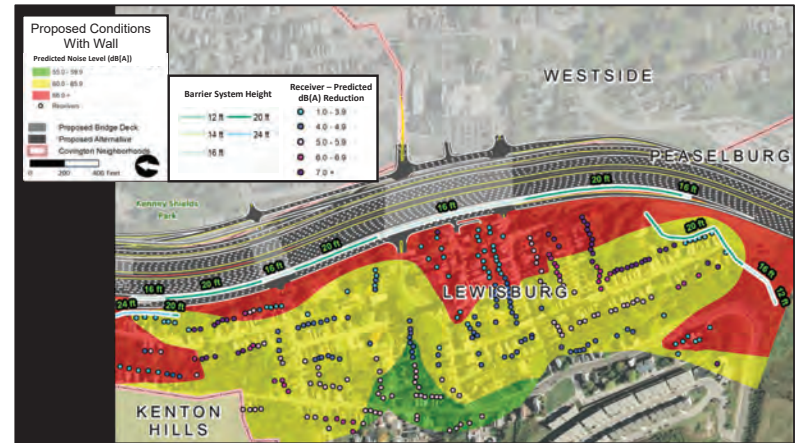 Proposed Conditions
With Wall
Predicted Noise Level (dB[A])
55.0 - 59.9
60.0 - 65.9
66.0 +
Receivers
Proposed Bridge Deck
Proposed Alternative
Covington Neighborhoods
0 200 400 Feet
Barrier System Height
12 ft 20 ft
14 ft 24 ft
16 ft
Receiver – Predicted
dB(A) Reduction
1.0 - 3.9
4.0 - 4.9
5.0 - 5.9
6.0 - 6.9
7.0 +
WESTSIDE
PEASELBURG
Kenney Shields
Park
20 ft
16 ft
16 ft
20 ft
20 ft
16 ft
16 ft
20 ft
16 ft
12 ft
24 ft
20 ft
LEWISBURG
KENTON
HILLS